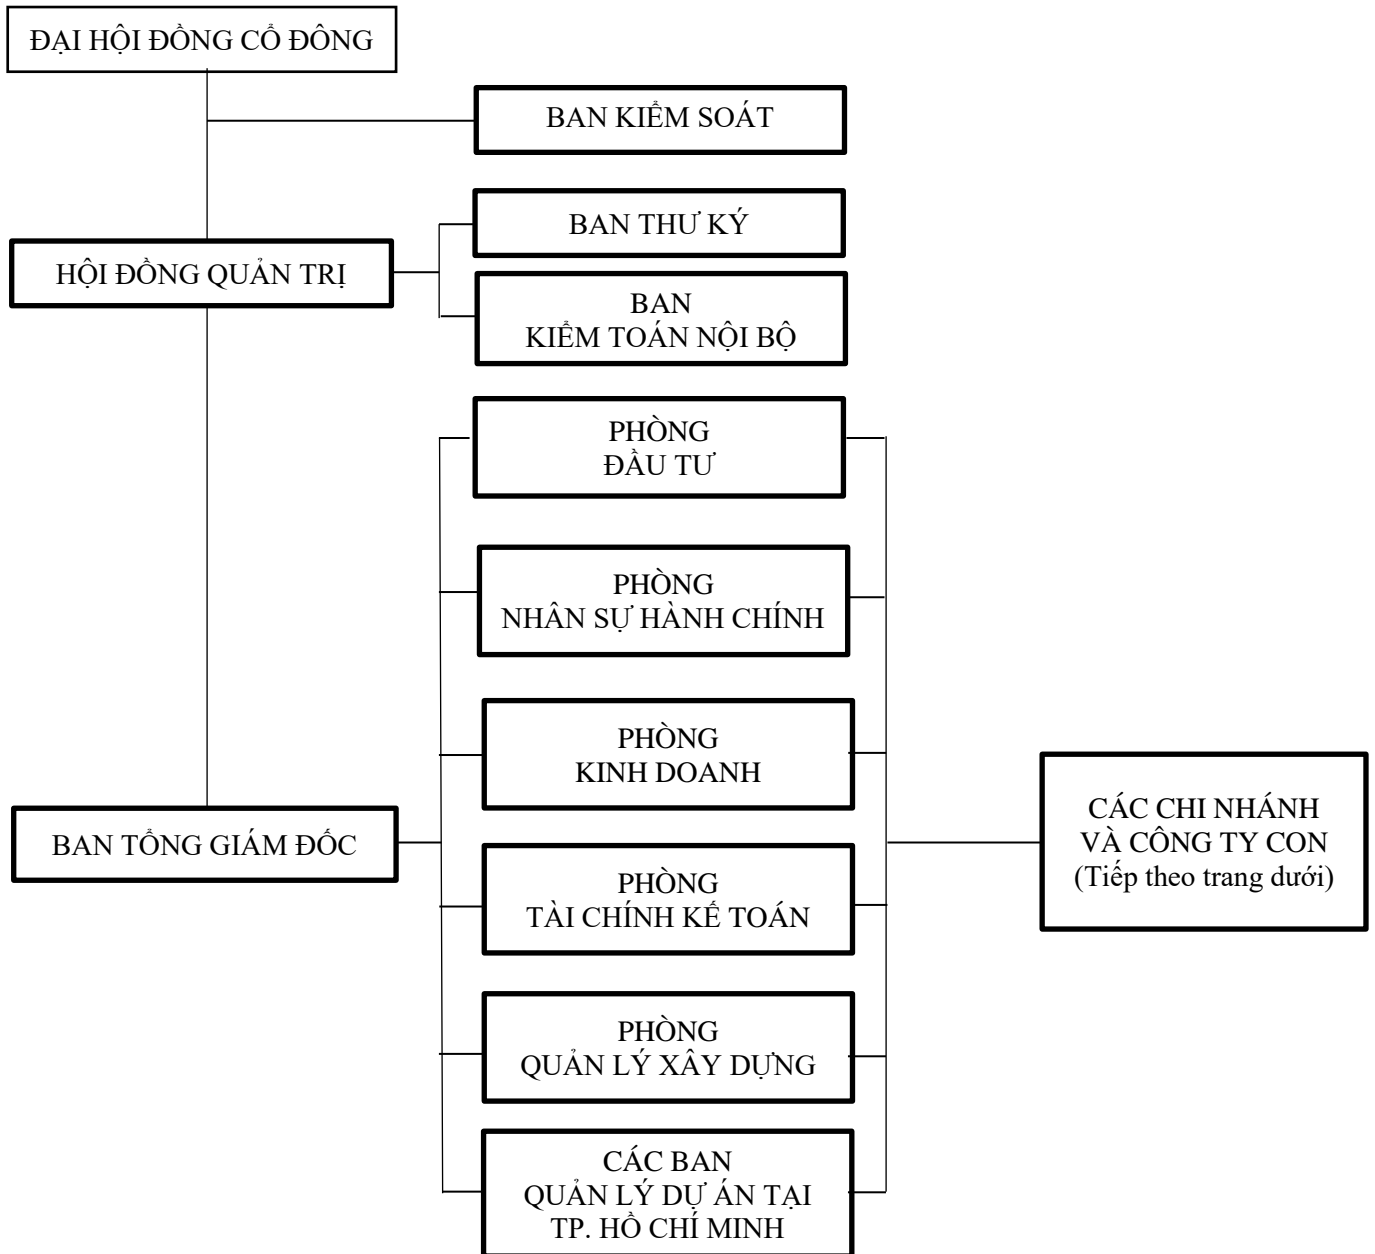 ĐẠI HỘI ĐỒNG CỔ ĐÔNG
BAN KIỂM SOÁT
BAN THƯ KÝ
HỘI ĐỒNG QUẢN TRỊ
BAN
KIỂM TOÁN NỘI BỘ
PHÒNG
ĐẦU TƯ
PHÒNG
NHÂN SỰ HÀNH CHÍNH
PHÒNG
KINH DOANH
BAN TỔNG GIÁM ĐỐC
CÁC CHI NHÁNH
VÀ CÔNG TY CON
(Tiếp theo trang dưới)
PHÒNG
TÀI CHÍNH KẾ TOÁN
PHÒNG
QUẢN LÝ XÂY DỰNG
CÁC BAN
QUẢN LÝ DỰ ÁN TẠI
TP. HỒ CHÍ MINH